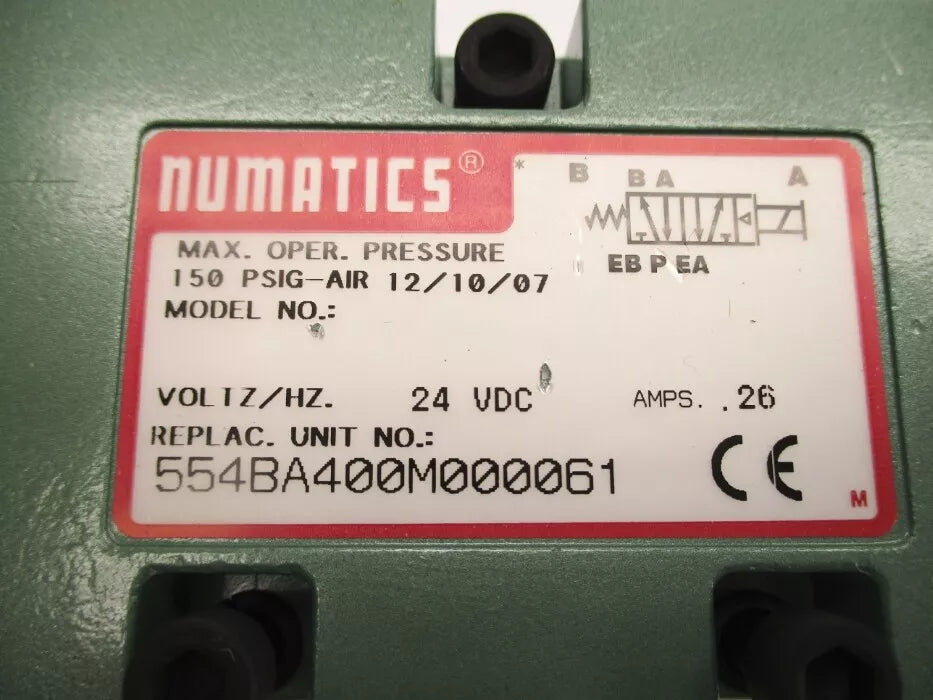 NUMATICS®
*
B B A A
EB P EA
MAX. OPER. PRESSURE
150 PSIG-AIR 12/10/07
MODEL NO.:
VOLTZ/HZ. 24 VDC AMPS. .26
REPLAC. UNIT NO.:
554BA400M000061
CE
M